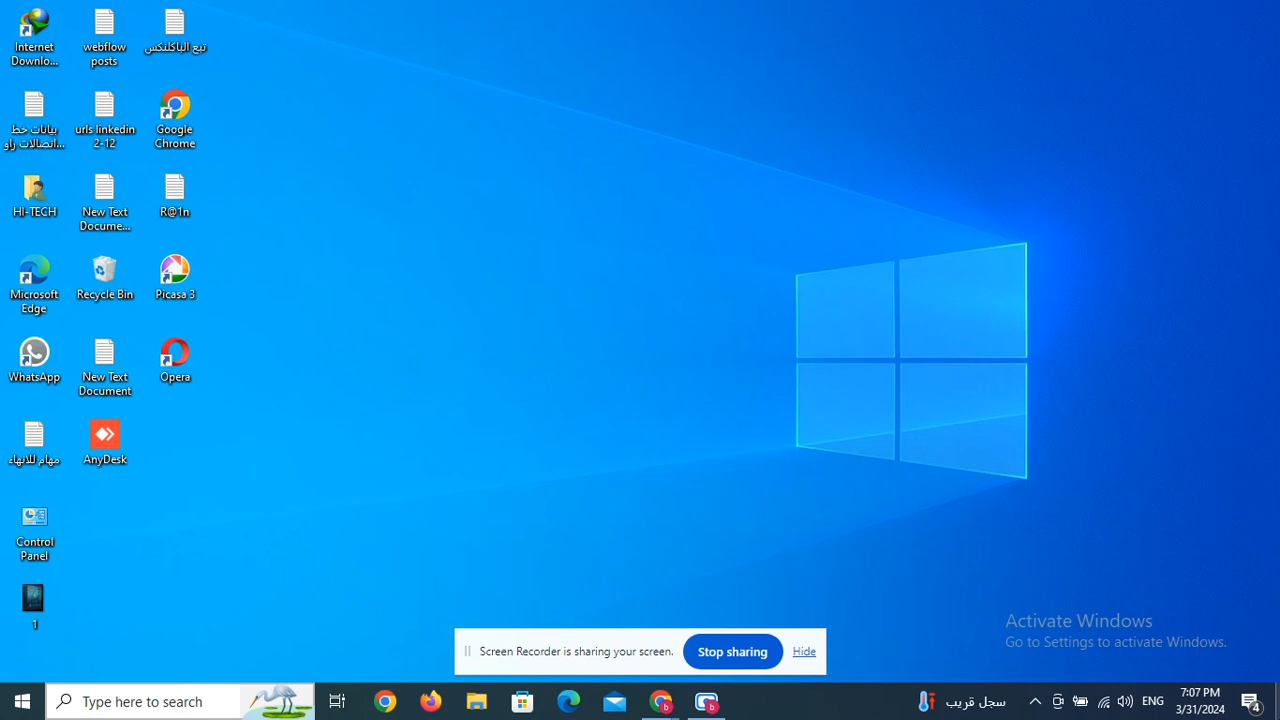 Internet
Downlo...
webflow
posts
تبع الباكلنكس
بيانات خط
اتصالات راو...
urls linkedin
2-12
Google
Chrome
HI-TECH
New Text
Docume...
R@1n
Microsoft
Edge
Recycle Bin
Picasa 3
WhatsApp
New Text
Document
Opera
مهام للانهاء
AnyDesk
Control
Panel
1
Activate Windows
Go to Settings to activate Windows.
Screen Recorder is sharing your screen.
Stop sharing
Hide
Type here to search
b
b
سجل قريب
ENG
7:07 PM
3/31/2024
4